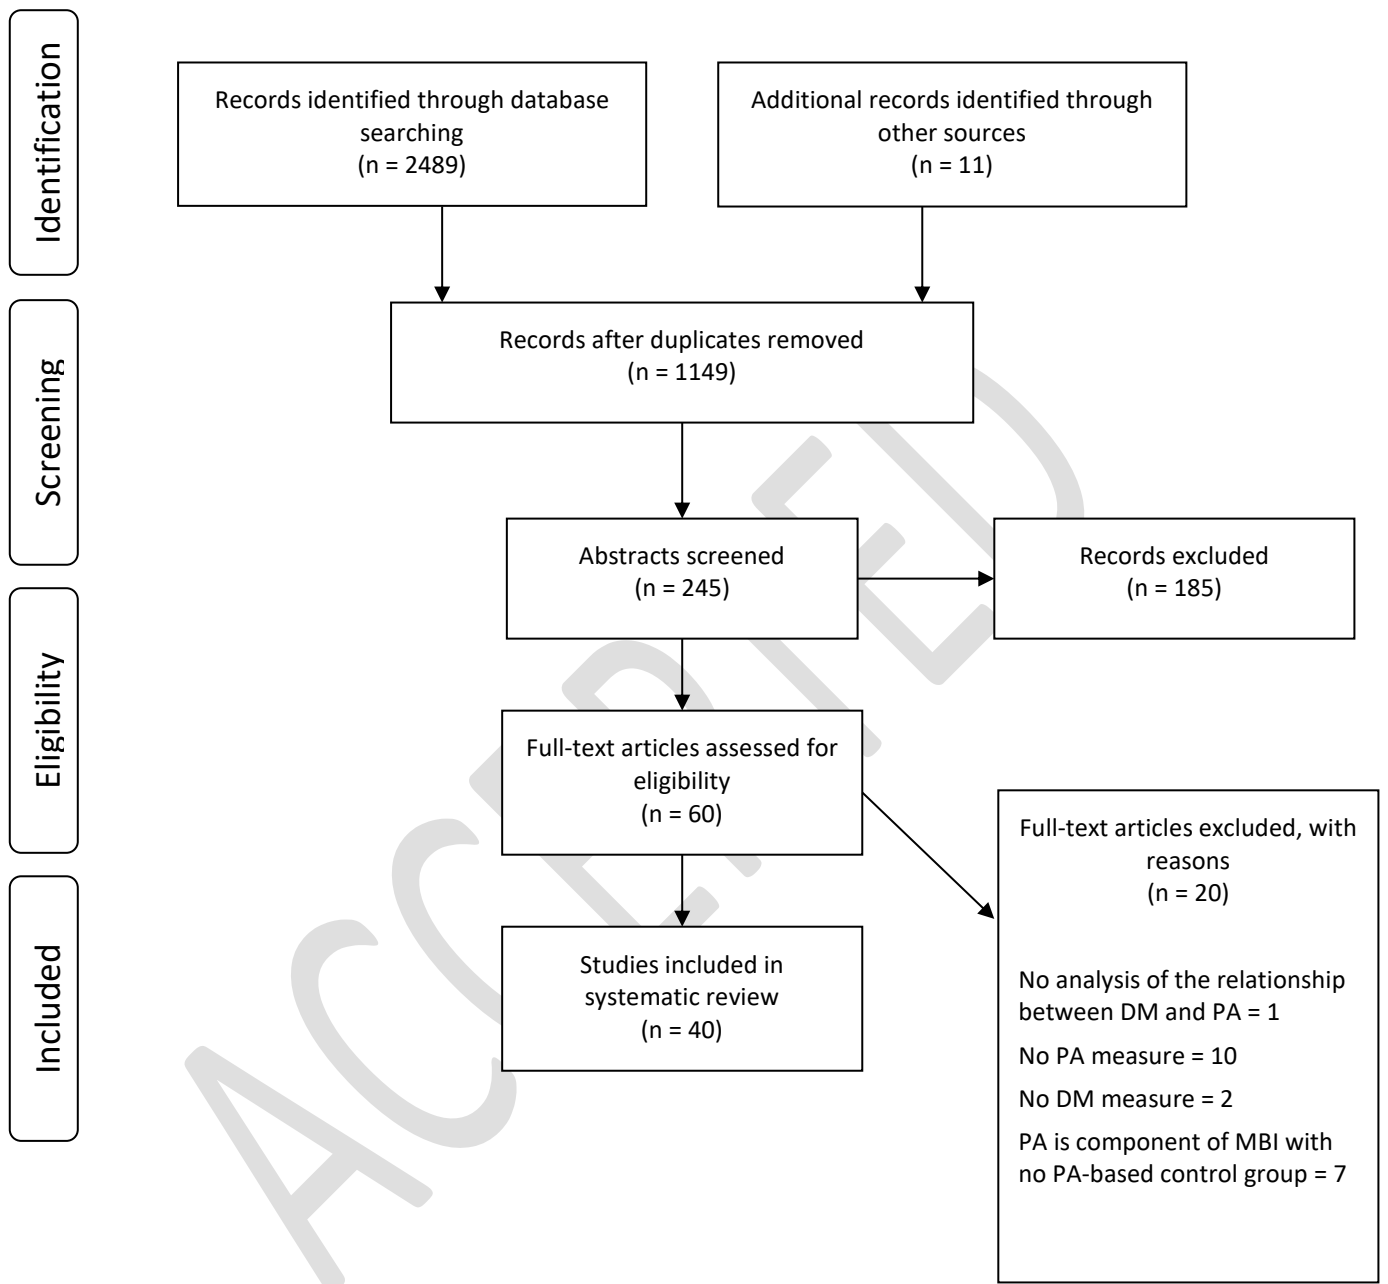 Identification
Records identified through database
searching
(n = 2489)
Additional records identified through
other sources
(n = 11)
Screening
Records after duplicates removed
(n = 1149)
Abstracts screened
(n = 245)
Records excluded
(n = 185)
Eligibility
Full-text articles assessed for
eligibility
(n = 60)
Full-text articles excluded, with
reasons
(n = 20)
No analysis of the relationship
between DM and PA = 1
No PA measure = 10
No DM measure = 2
PA is component of MBI with
no PA-based control group = 7
Included
Studies included in
systematic review
(n = 40)
ACCEPTED